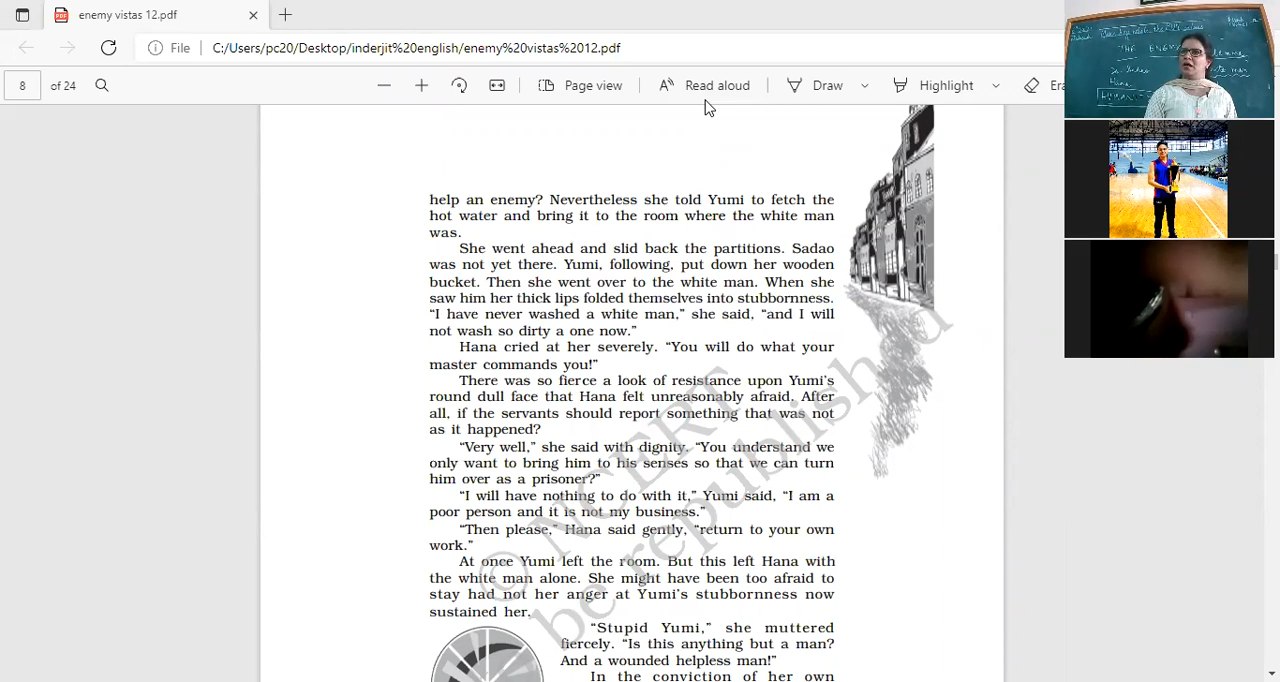 enemy vistas 12.pdf
File
C:/Users/pc20/Desktop/inderjit%20english/enemy%20vistas%2012.pdf
8 of 24
Page view
Read aloud
Draw
Highlight
Era
help an enemy? Nevertheless she told Yumi to fetch the
hot water and bring it to the room where the white man
was.
She went ahead and slid back the partitions. Sadao
was not yet there. Yumi, following, put down her wooden
bucket. Then she went over to the white man. When she
saw him her thick lips folded themselves into stubbornness.
“I have never washed a white man,” she said, “and I will
not wash so dirty a one now.”
Hana cried at her severely. “You will do what your
master commands you!”
There was so fierce a look of resistance upon Yumi’s
round dull face that Hana felt unreasonably afraid. After
all, if the servants should report something that was not
as it happened?
“Very well,” she said with dignity. “You understand we
only want to bring him to his senses so that we can turn
him over as a prisoner?”
“I will have nothing to do with it,” Yumi said, “I am a
poor person and it is not my business.”
“Then please,” Hana said gently, “return to your own
work.”
At once Yumi left the room. But this left Hana with
the white man alone. She might have been too afraid to
stay had not her anger at Yumi’s stubbornness now
sustained her.
“Stupid Yumi,” she muttered
fiercely. “Is this anything but a man?
And a wounded helpless man!”
In the conviction of her own
© NCERT
be republished
THE